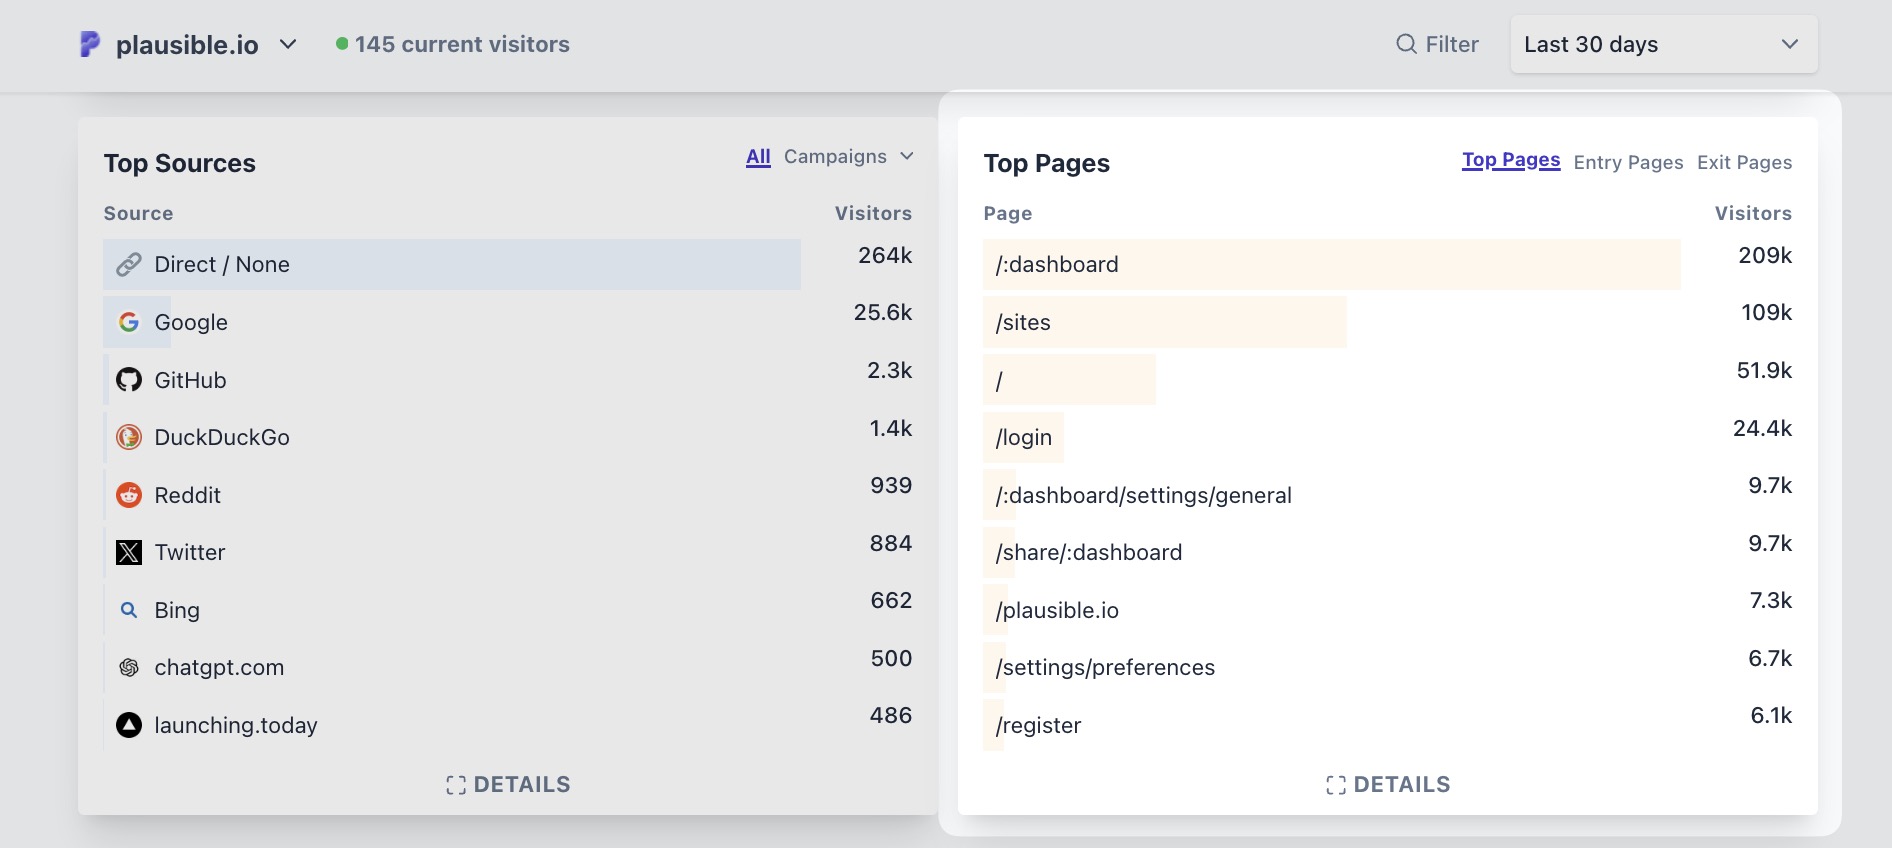 plausible.io
145 current visitors
Filter
Last 30 days
Top Sources
All Campaigns
Source Visitors
Direct / None 264k
Google 25.6k
GitHub 2.3k
DuckDuckGo 1.4k
Reddit 939
Twitter 884
Bing 662
chatgpt.com 500
launching.today 486
DETAILS
Top Pages
Top Pages Entry Pages Exit Pages
Page Visitors
/:dashboard 209k
/sites 109k
/ 51.9k
/login 24.4k
/:dashboard/settings/general 9.7k
/share/:dashboard 9.7k
/plausible.io 7.3k
/settings/preferences 6.7k
/register 6.1k
DETAILS